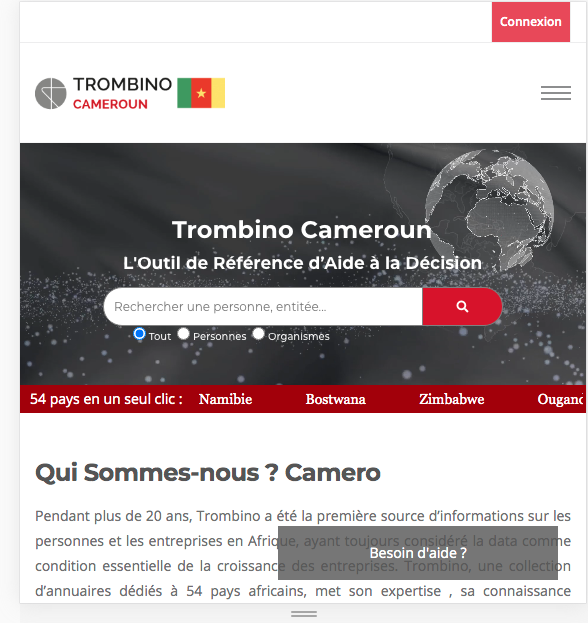 Connexion
TROMBINO
CAMEROUN
Trombino Cameroun
L'Outil de Référence d’Aide à la Décision
Rechercher une personne, entitée...
Tout Personnes Organismes
54 pays en un seul clic : Namibie Bostwana Zimbabwe Ougand
Qui Sommes-nous ? Camero
Pendant plus de 20 ans, Trombino a été la première source d’informations sur les
personnes et les entreprises en Afrique, ayant toujours considéré la data comme
Besoin d'aide ?
condition essentielle de la croissance des entreprises. Trombino, une collection
d’annuaires dédiés à 54 pays africains, met son expertise , sa connaissance